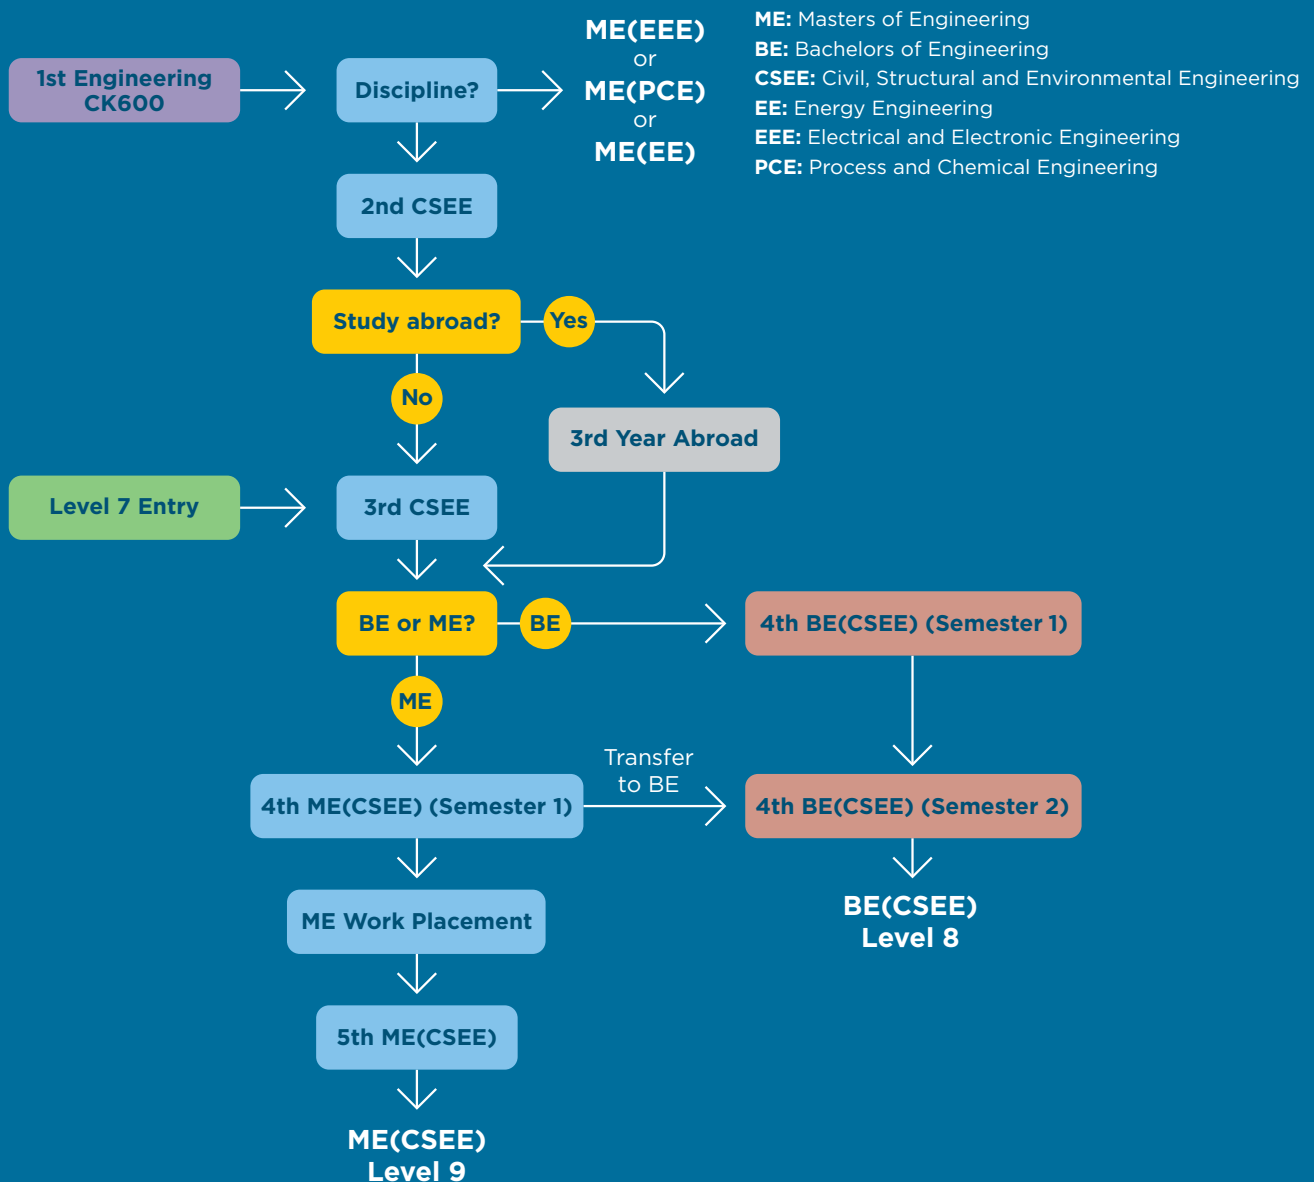 ME(EEE)
or
ME(PCE)
or
ME(EE)
ME: Masters of Engineering
BE: Bachelors of Engineering
CSEE: Civil, Structural and Environmental Engineering
EE: Energy Engineering
EEE: Electrical and Electronic Engineering
PCE: Process and Chemical Engineering
1st Engineering
CK600
Discipline?
2nd CSEE
Study abroad?
Yes
No
3rd Year Abroad
Level 7 Entry
3rd CSEE
BE or ME?
BE
4th BE(CSEE) (Semester 1)
ME
4th ME(CSEE) (Semester 1)
Transfer
to BE
4th BE(CSEE) (Semester 2)
ME Work Placement
BE(CSEE)
Level 8
5th ME(CSEE)
ME(CSEE)
Level 9